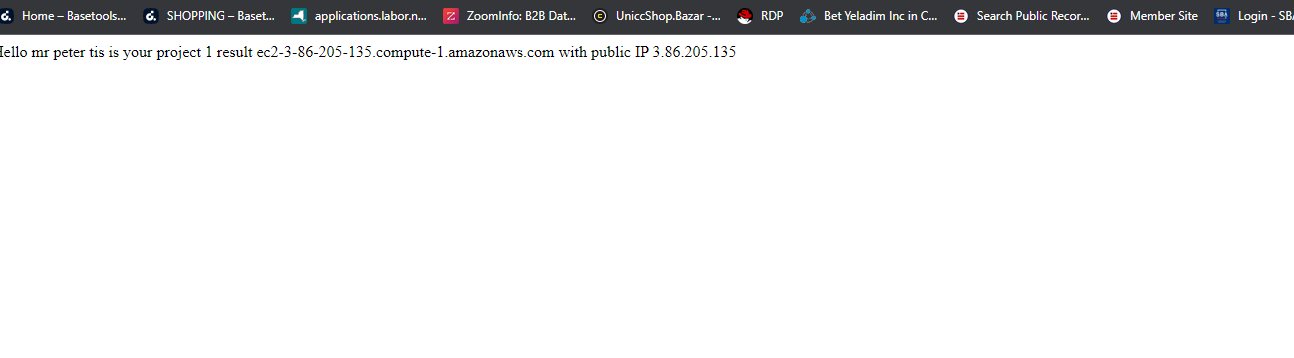 Home – Basetools... SHOPPING – Baset... applications.labor.n... ZoomInfo: B2B Dat... UniccShop.Bazar -... RDP Bet Yeladim Inc in C... Search Public Recor... Member Site Login - SBA
Hello mr peter tis is your project 1 result ec2-3-86-205-135.compute-1.amazonaws.com with public IP 3.86.205.135